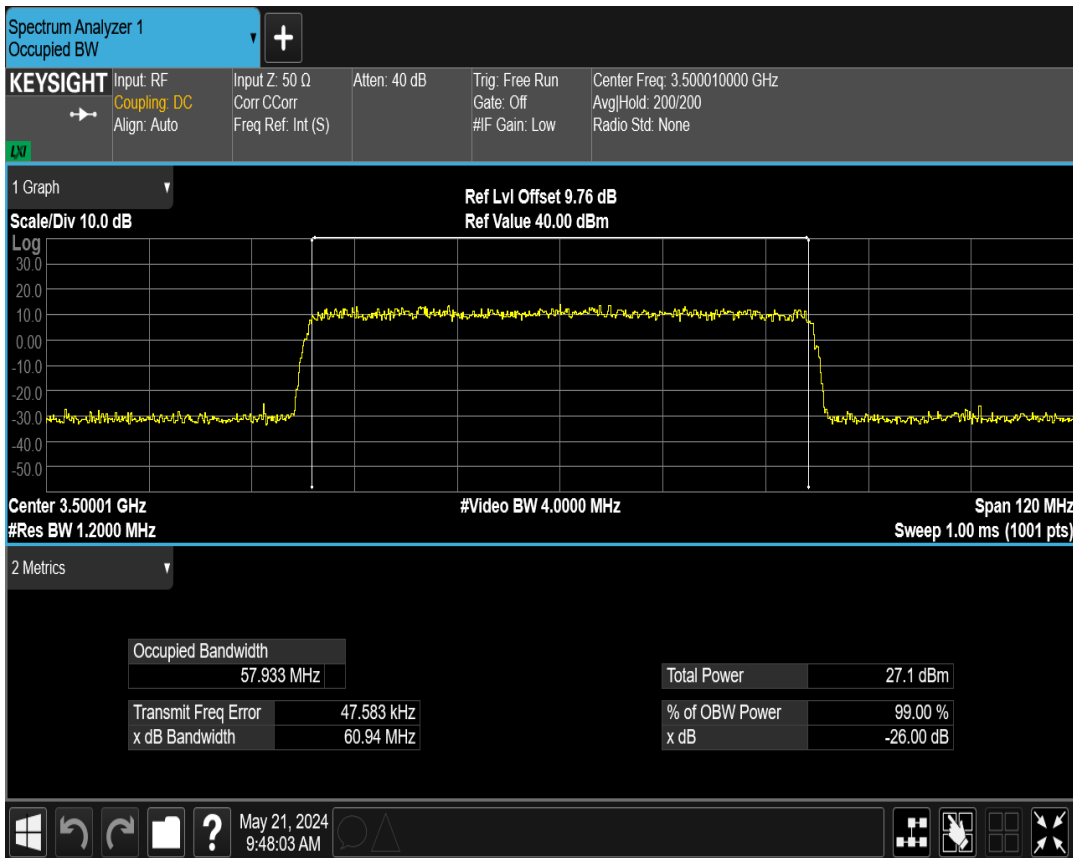 Spectrum Analyzer 1
Occupied BW
KEYSIGHT
LXI
Input: RF
Coupling: DC
Align: Auto
Input Z: 50 Ω
Corr CCorr
Freq Ref: Int (S)
Atten: 40 dB
Trig: Free Run
Gate: Off
#IF Gain: Low
Center Freq: 3.500010000 GHz
Avg|Hold: 200/200
Radio Std: None
1 Graph
Scale/Div 10.0 dB
Ref Lvl Offset 9.76 dB
Ref Value 40.00 dBm
Log
30.0
20.0
10.0
0.00
-10.0
-20.0
-30.0
-40.0
-50.0
Center 3.50001 GHz
#Video BW 4.0000 MHz
Span 120 MHz
#Res BW 1.2000 MHz
Sweep 1.00 ms (1001 pts)
2 Metrics
Occupied Bandwidth
57.933 MHz
Transmit Freq Error 47.583 kHz
x dB Bandwidth 60.94 MHz
Total Power 27.1 dBm
% of OBW Power 99.00 %
x dB -26.00 dB
?
May 21, 2024
9:48:03 AM